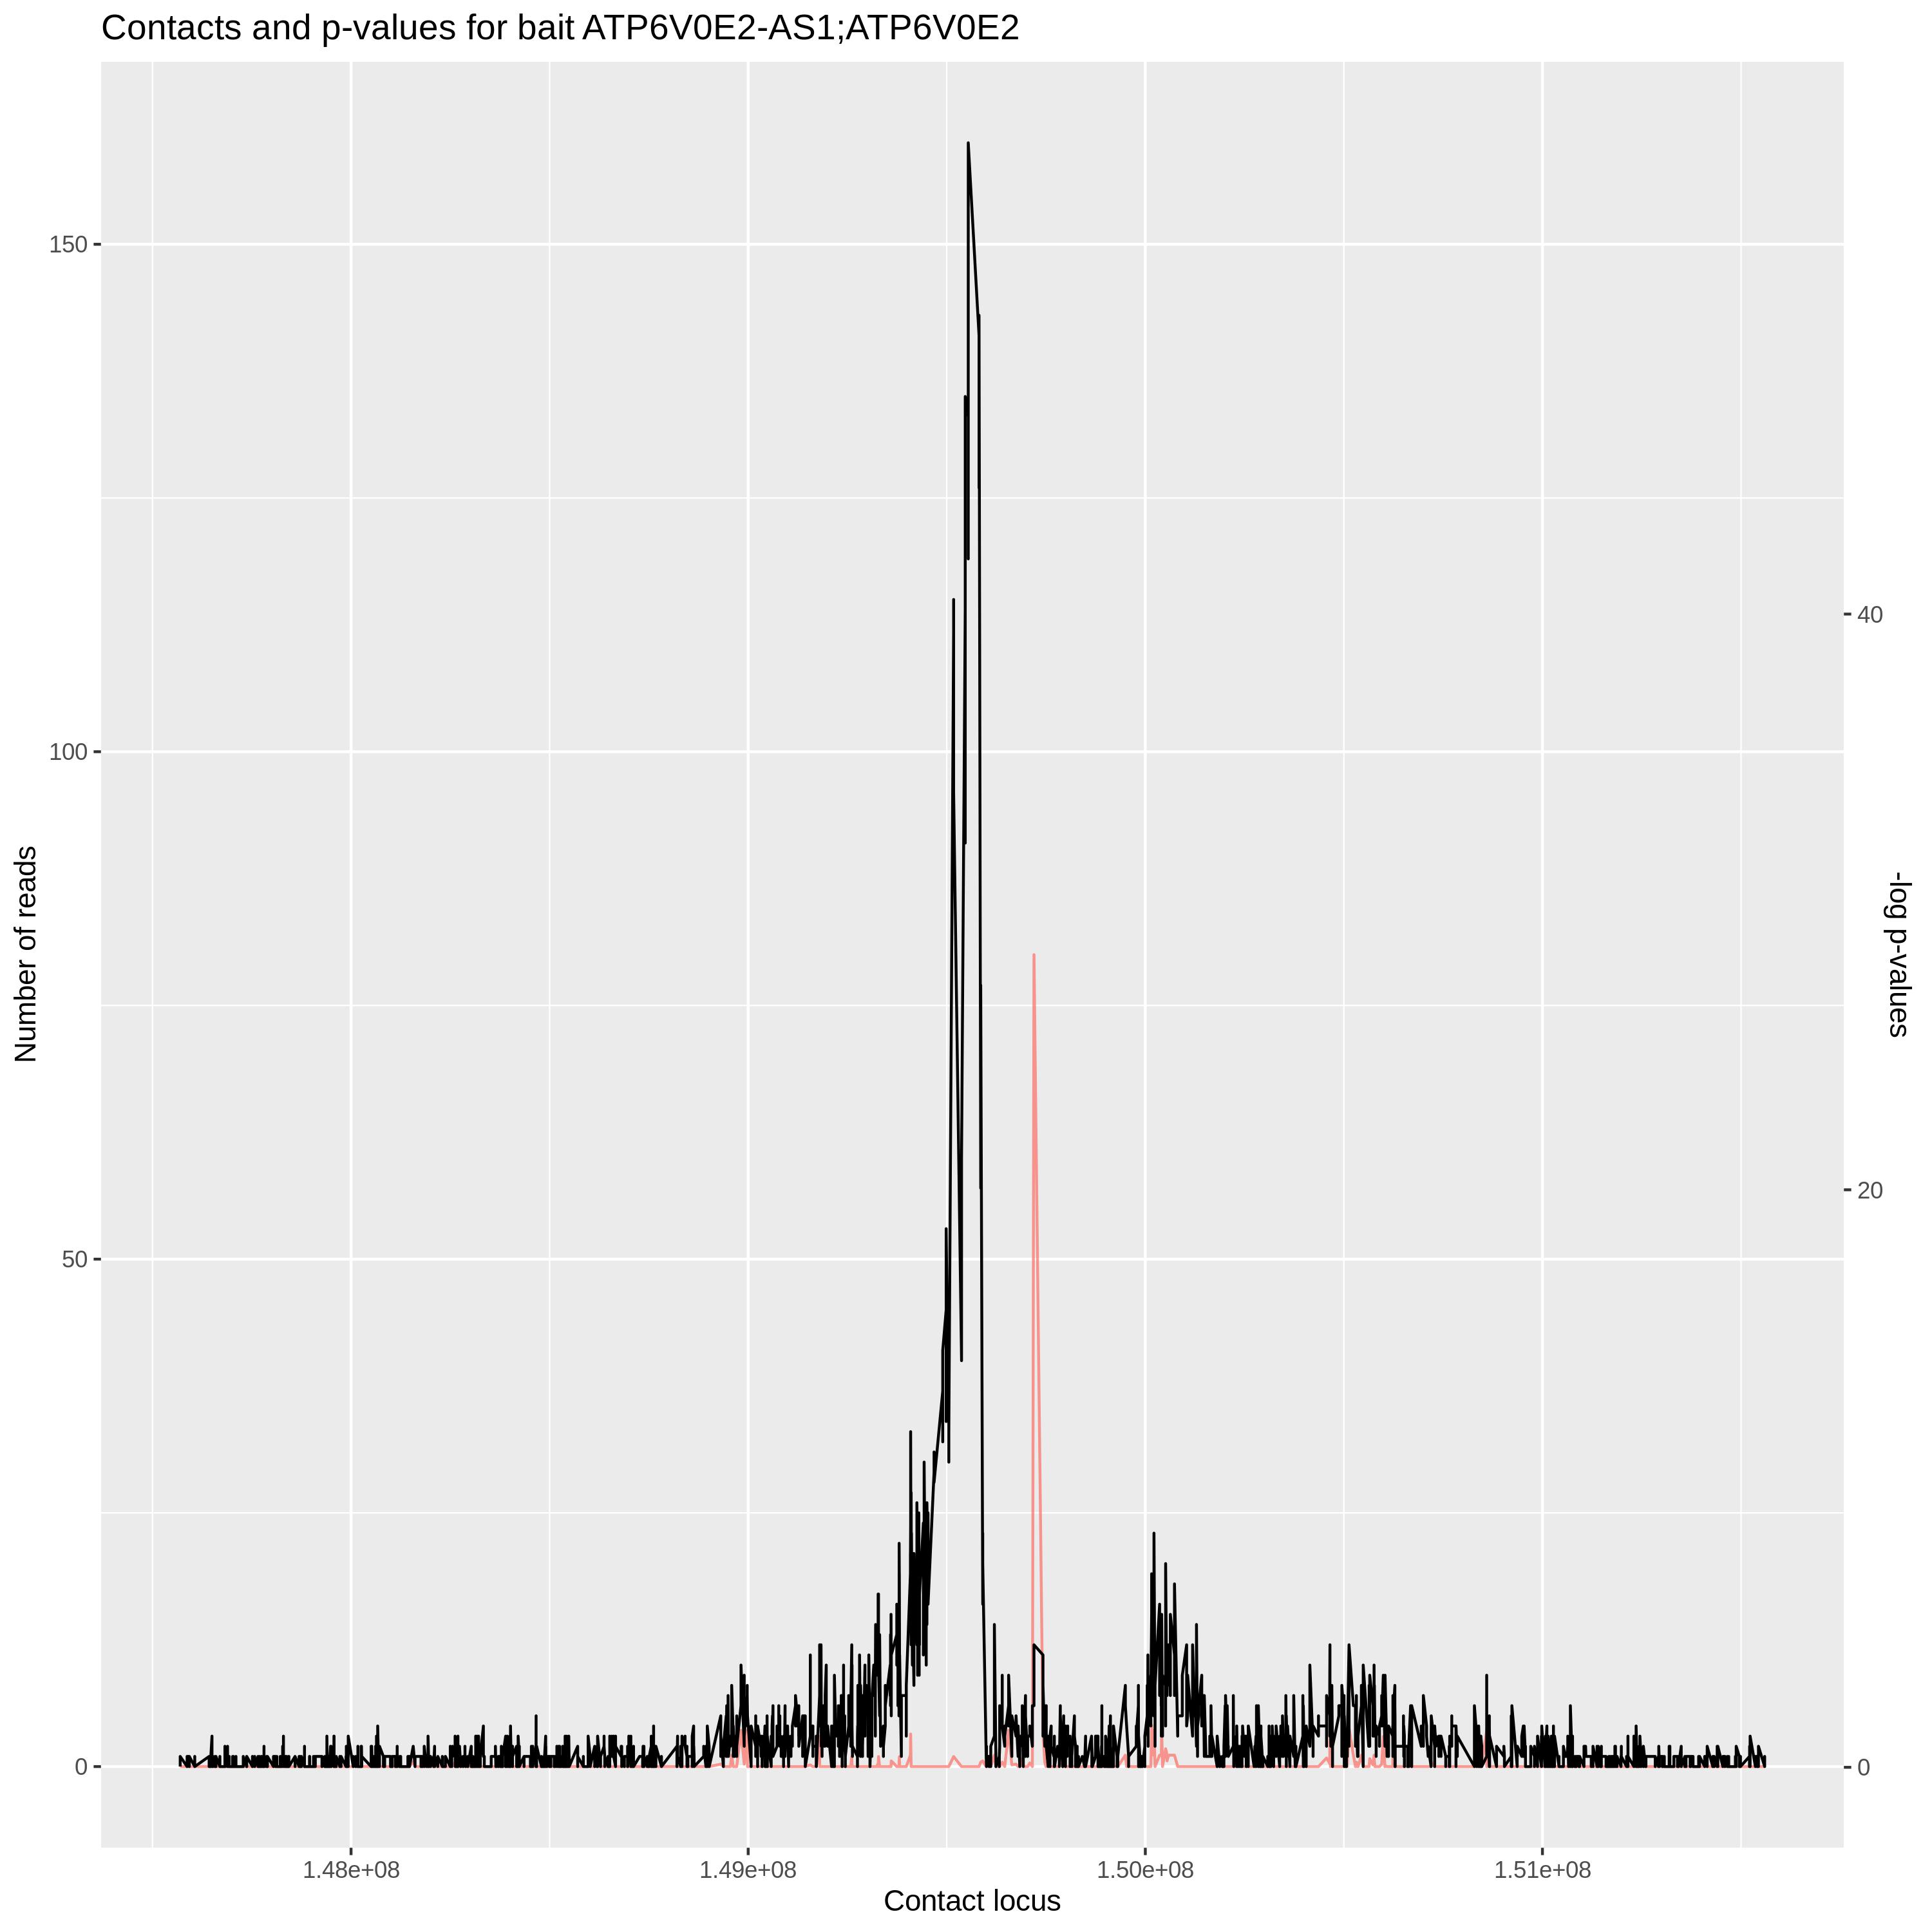 Contacts and p-values for bait ATP6V0E2-AS1;ATP6V0E2
150
100
50
0
Number of reads
40
20
0
-log p-values
1.48e+08
1.49e+08
1.50e+08
1.51e+08
Contact locus